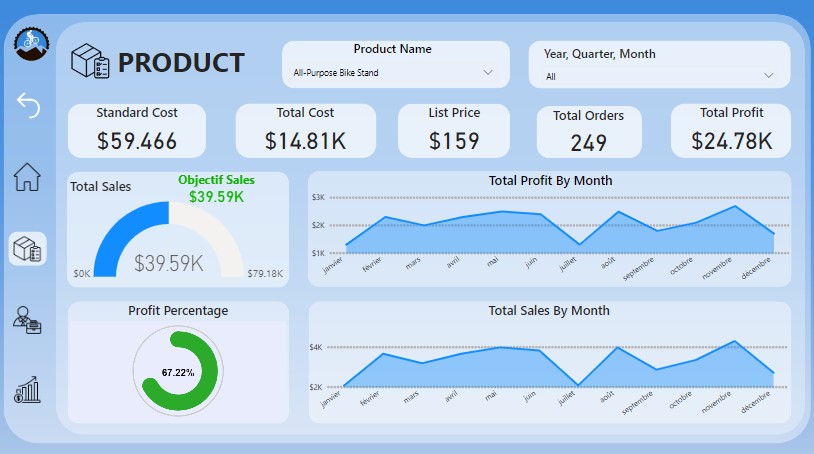 PRODUCT
Product Name
All-Purpose Bike Stand
Year, Quarter, Month
All
Standard Cost
$59.466
Total Cost
$14.81K
List Price
$159
Total Orders
249
Total Profit
$24.78K
Total Sales
Objectif Sales
$39.59K
$39.59K
$0K
$79.18K
Total Profit By Month
$3K
$2K
$1K
janvier février mars avril mai juin juillet août septembre octobre novembre décembre
Profit Percentage
67.22%
Total Sales By Month
$4K
$2K
janvier février mars avril mai juin juillet août septembre octobre novembre décembre